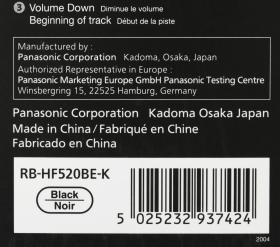 3 Volume Down Diminue le volume
Beginning of track Début de la piste
Manufactured by :
Panasonic Corporation Kadoma, Osaka, Japan
Authorized Representative in Europe :
Panasonic Marketing Europe GmbH Panasonic Testing Centre
Winsbergring 15, 22525 Hamburg, Germany
Panasonic Corporation Kadoma Osaka Japan
Made in China/Fabriqué en Chine
Fabricado en China
RB-HF520BE-K
Black
Noir
5 025232 937424
2004